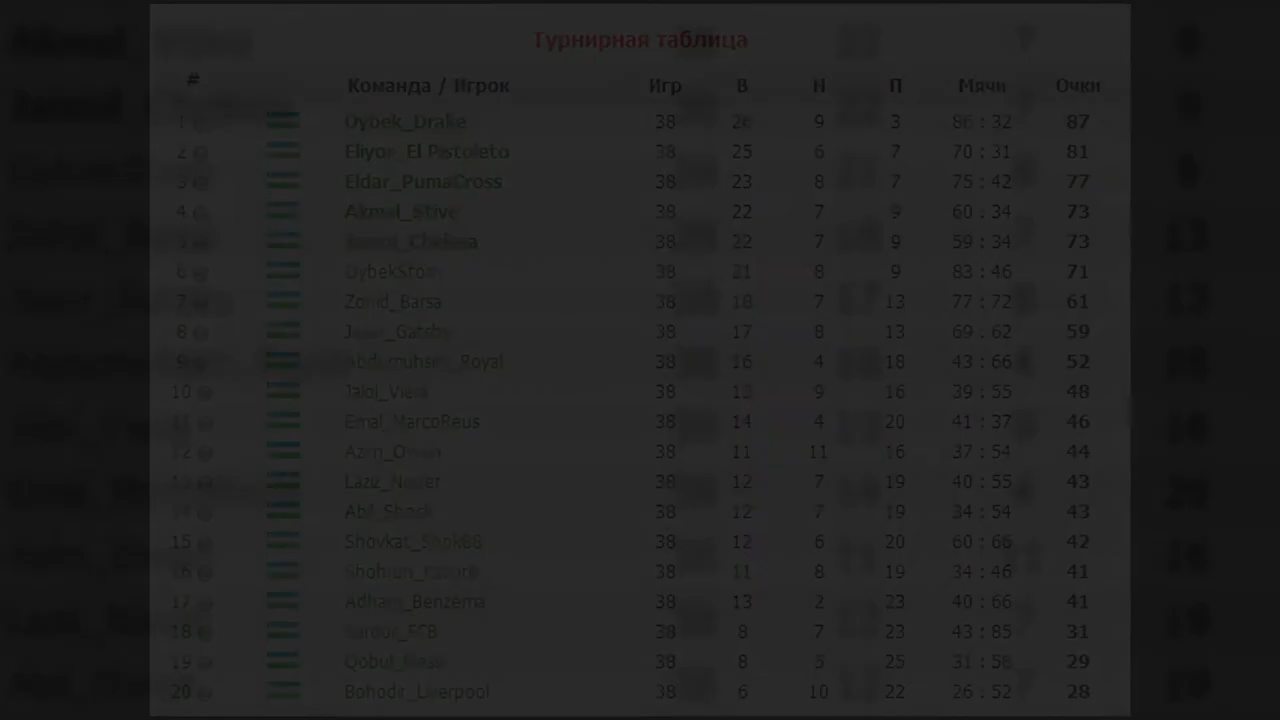 Турнирная таблица
# Команда / Игрок Игр В Н П Мячи Очки
1 Oybek_Drake 38 26 9 3 86 : 32 87
2 Eliyor_El Pistoleto 38 25 6 7 70 : 31 81
3 Eldar_PumaCross 38 23 8 7 75 : 42 77
4 Akmal_Stive 38 22 7 9 60 : 34 73
5 38 22 7 9 59 : 34 73
6 OybekStom 38 21 8 9 83 : 46 71
7 Zohid_Barsa 38 18 7 13 77 : 72 61
8 38 17 8 13 69 : 62 59
9 Abdumuhsin_Royal 38 16 4 18 43 : 66 52
10 38 13 9 16 39 : 55 48
11 Emal_MarcoReus 38 14 4 20 41 : 37 46
12 38 11 11 16 37 : 54 44
13 Laziz_Neuer 38 12 7 19 40 : 55 43
14 38 12 7 19 34 : 54 43
15 Shovkat_Shok88 38 12 6 20 60 : 66 42
16 38 11 8 19 34 : 46 41
17 Adham_Benzema 38 13 2 23 40 : 66 41
18 Sardor_FCB 38 8 7 23 43 : 85 31
19 Qobul_Messi 38 8 5 25 31 : 58 29
20 Bohodir_Liverpool 38 6 10 22 26 : 52 28